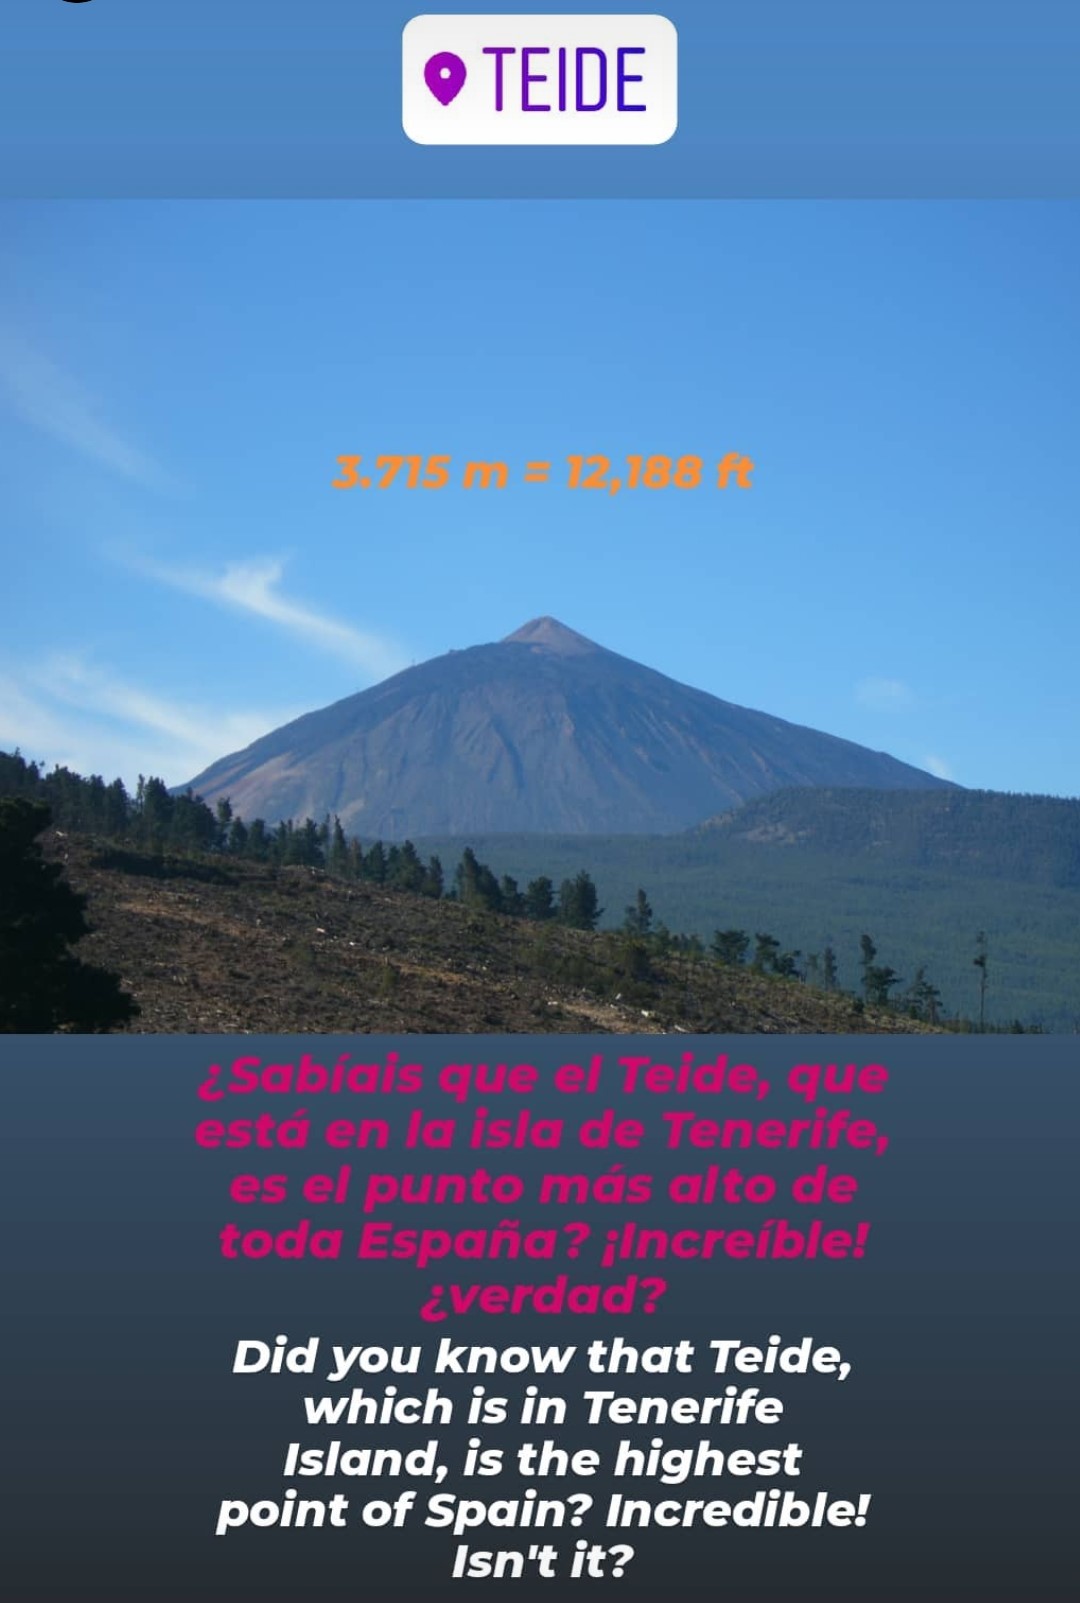 TEIDE
3.715 m = 12,188 ft
¿Sabíais que el Teide, que
está en la isla de Tenerife,
es el punto más alto de
toda España? ¡Increíble!
¿verdad?
Did you know that Teide,
which is in Tenerife
Island, is the highest
point of Spain? Incredible!
Isn't it?